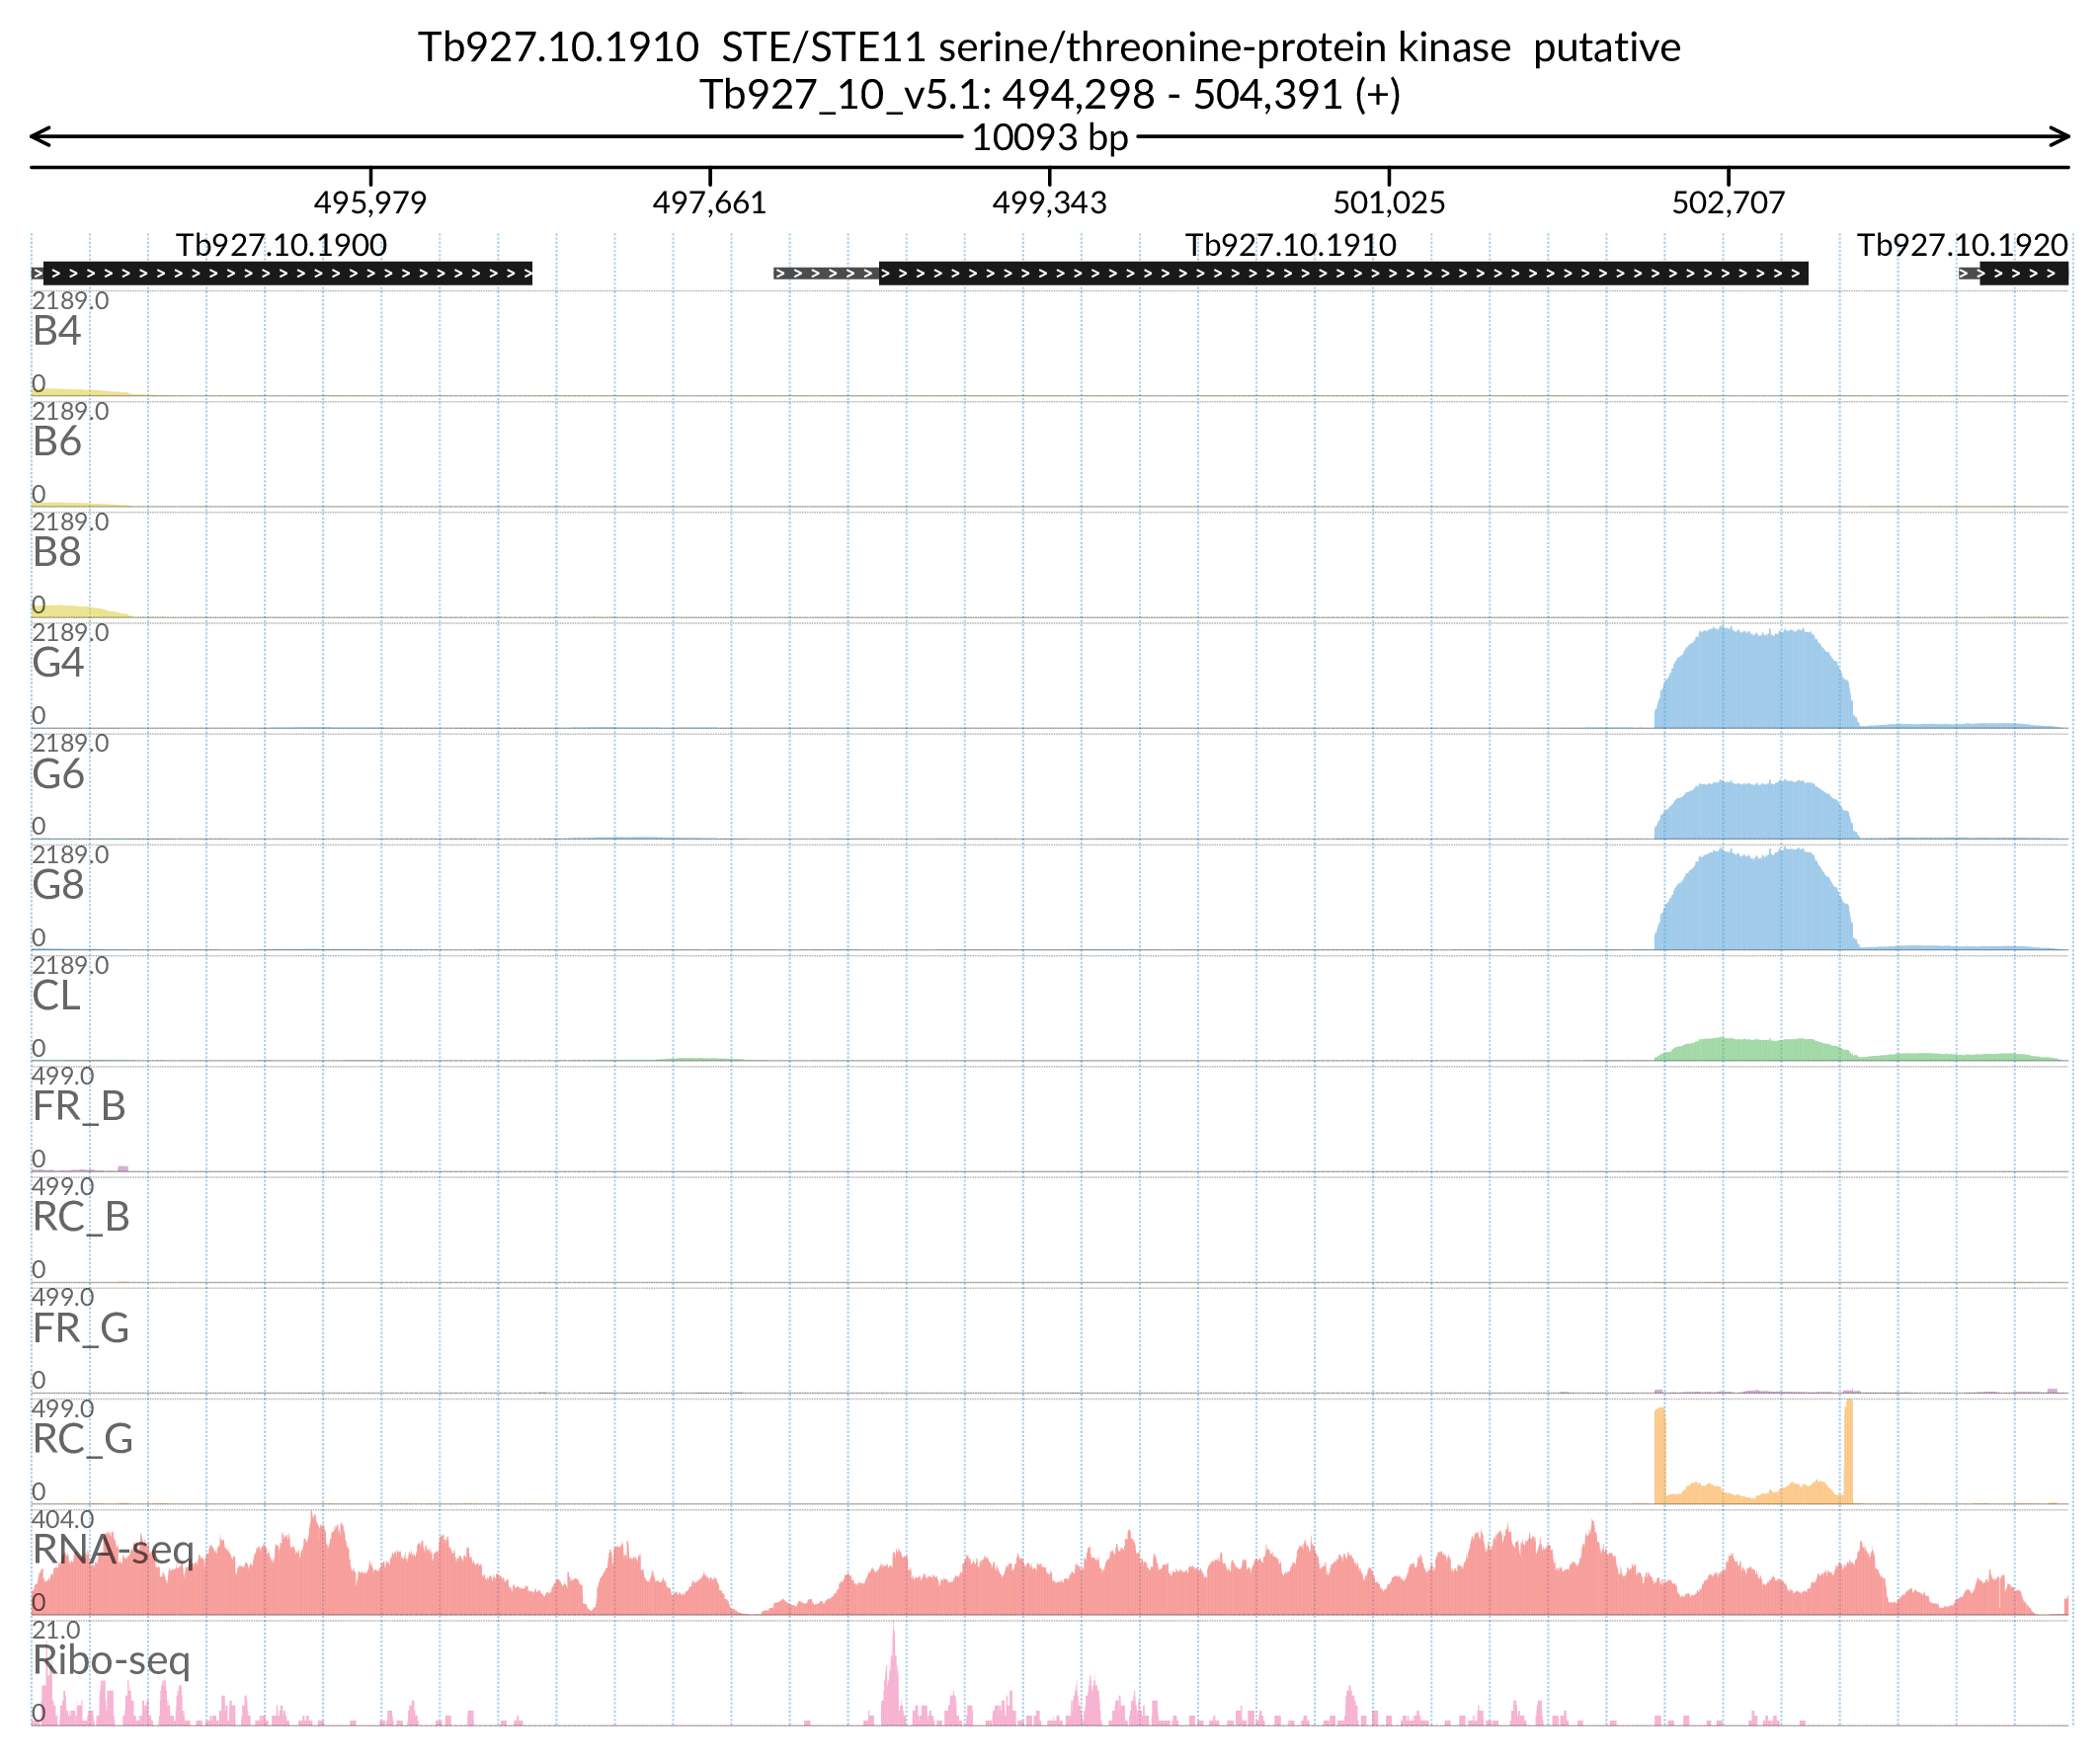 Tb927.10.1910  STE/STE11 serine/threonine-protein kinase  putative
Tb927_10_v5.1: 494,298 - 504,391 (+)
10093 bp
495,979 497,661 499,343 501,025 502,707
Tb927.10.1900 Tb927.10.1910 Tb927.10.1920
2189.0
B4
0
2189.0
B6
0
2189.0
B8
0
2189.0
G4
0
2189.0
G6
0
2189.0
G8
0
2189.0
CL
0
499.0
FR_B
0
499.0
RC_B
0
499.0
FR_G
0
499.0
RC_G
0
404.0
RNA-seq
0
21.0
Ribo-seq
0